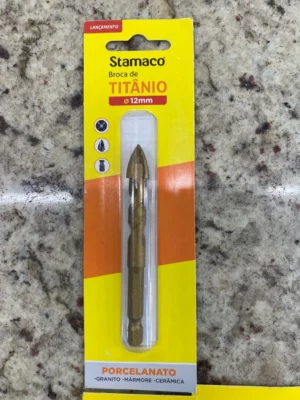 LANÇAMENTO
Stamaco
Broca de
TITÂNIO
ø 12mm
PORCELANATO
•GRANITO •MÁRMORE •CERÂMICA